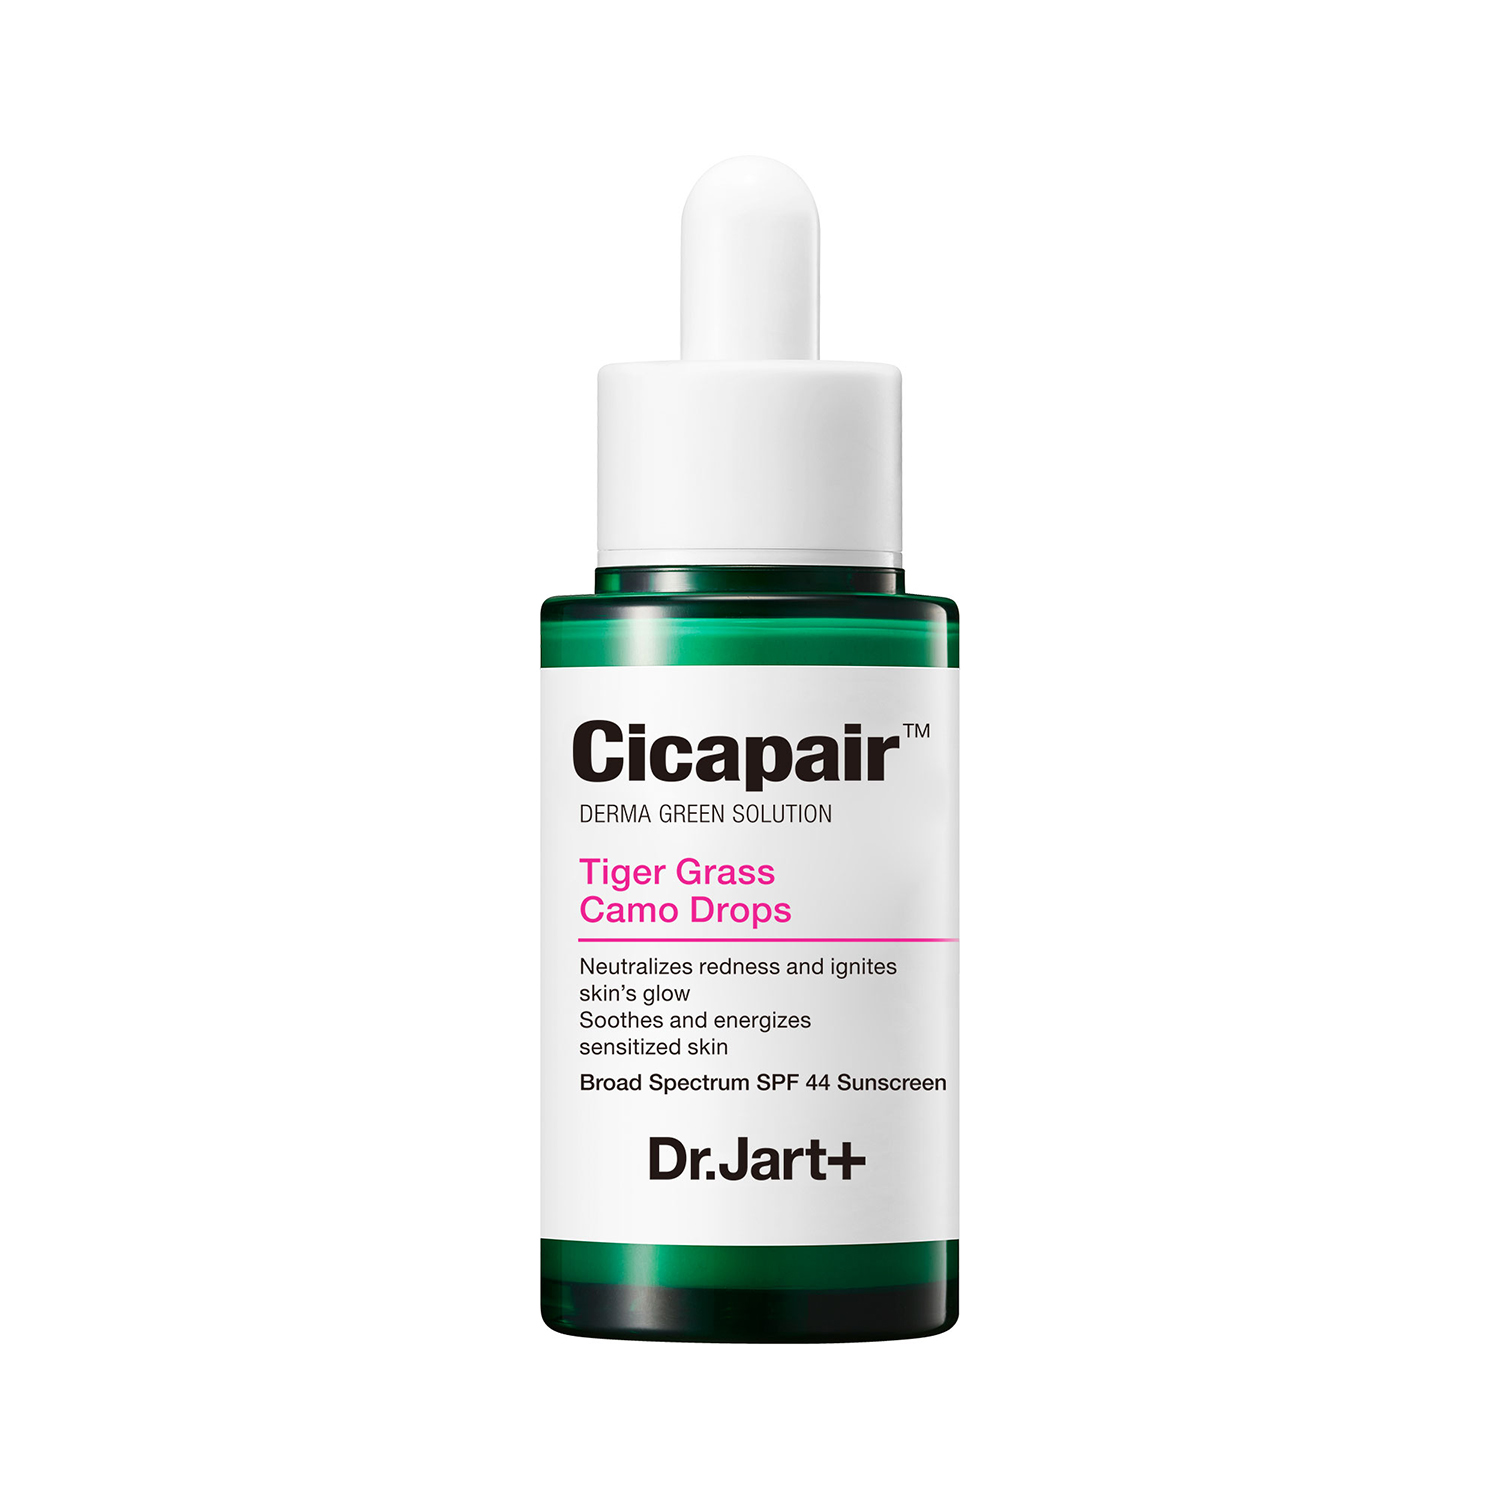 Cicapair™
DERMA GREEN SOLUTION
Tiger Grass
Camo Drops
Neutralizes redness and ignites
skin’s glow
Soothes and energizes
sensitized skin
Broad Spectrum SPF 44 Sunscreen
Dr.Jart+